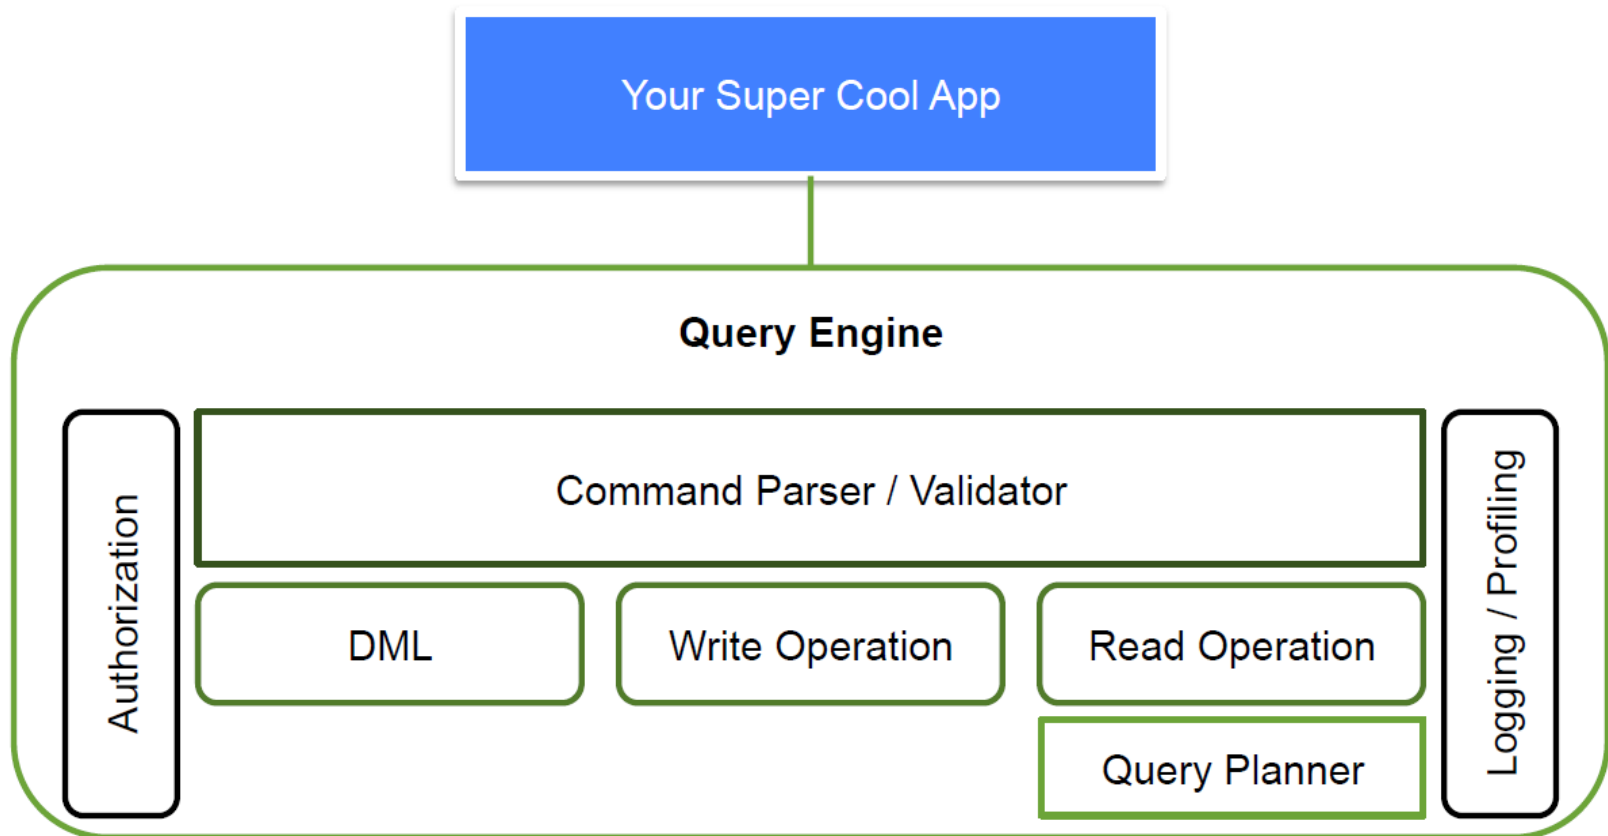 Your Super Cool App
Query Engine
Authorization
Command Parser / Validator
Logging / Profiling
DML
Write Operation
Read Operation
Query Planner